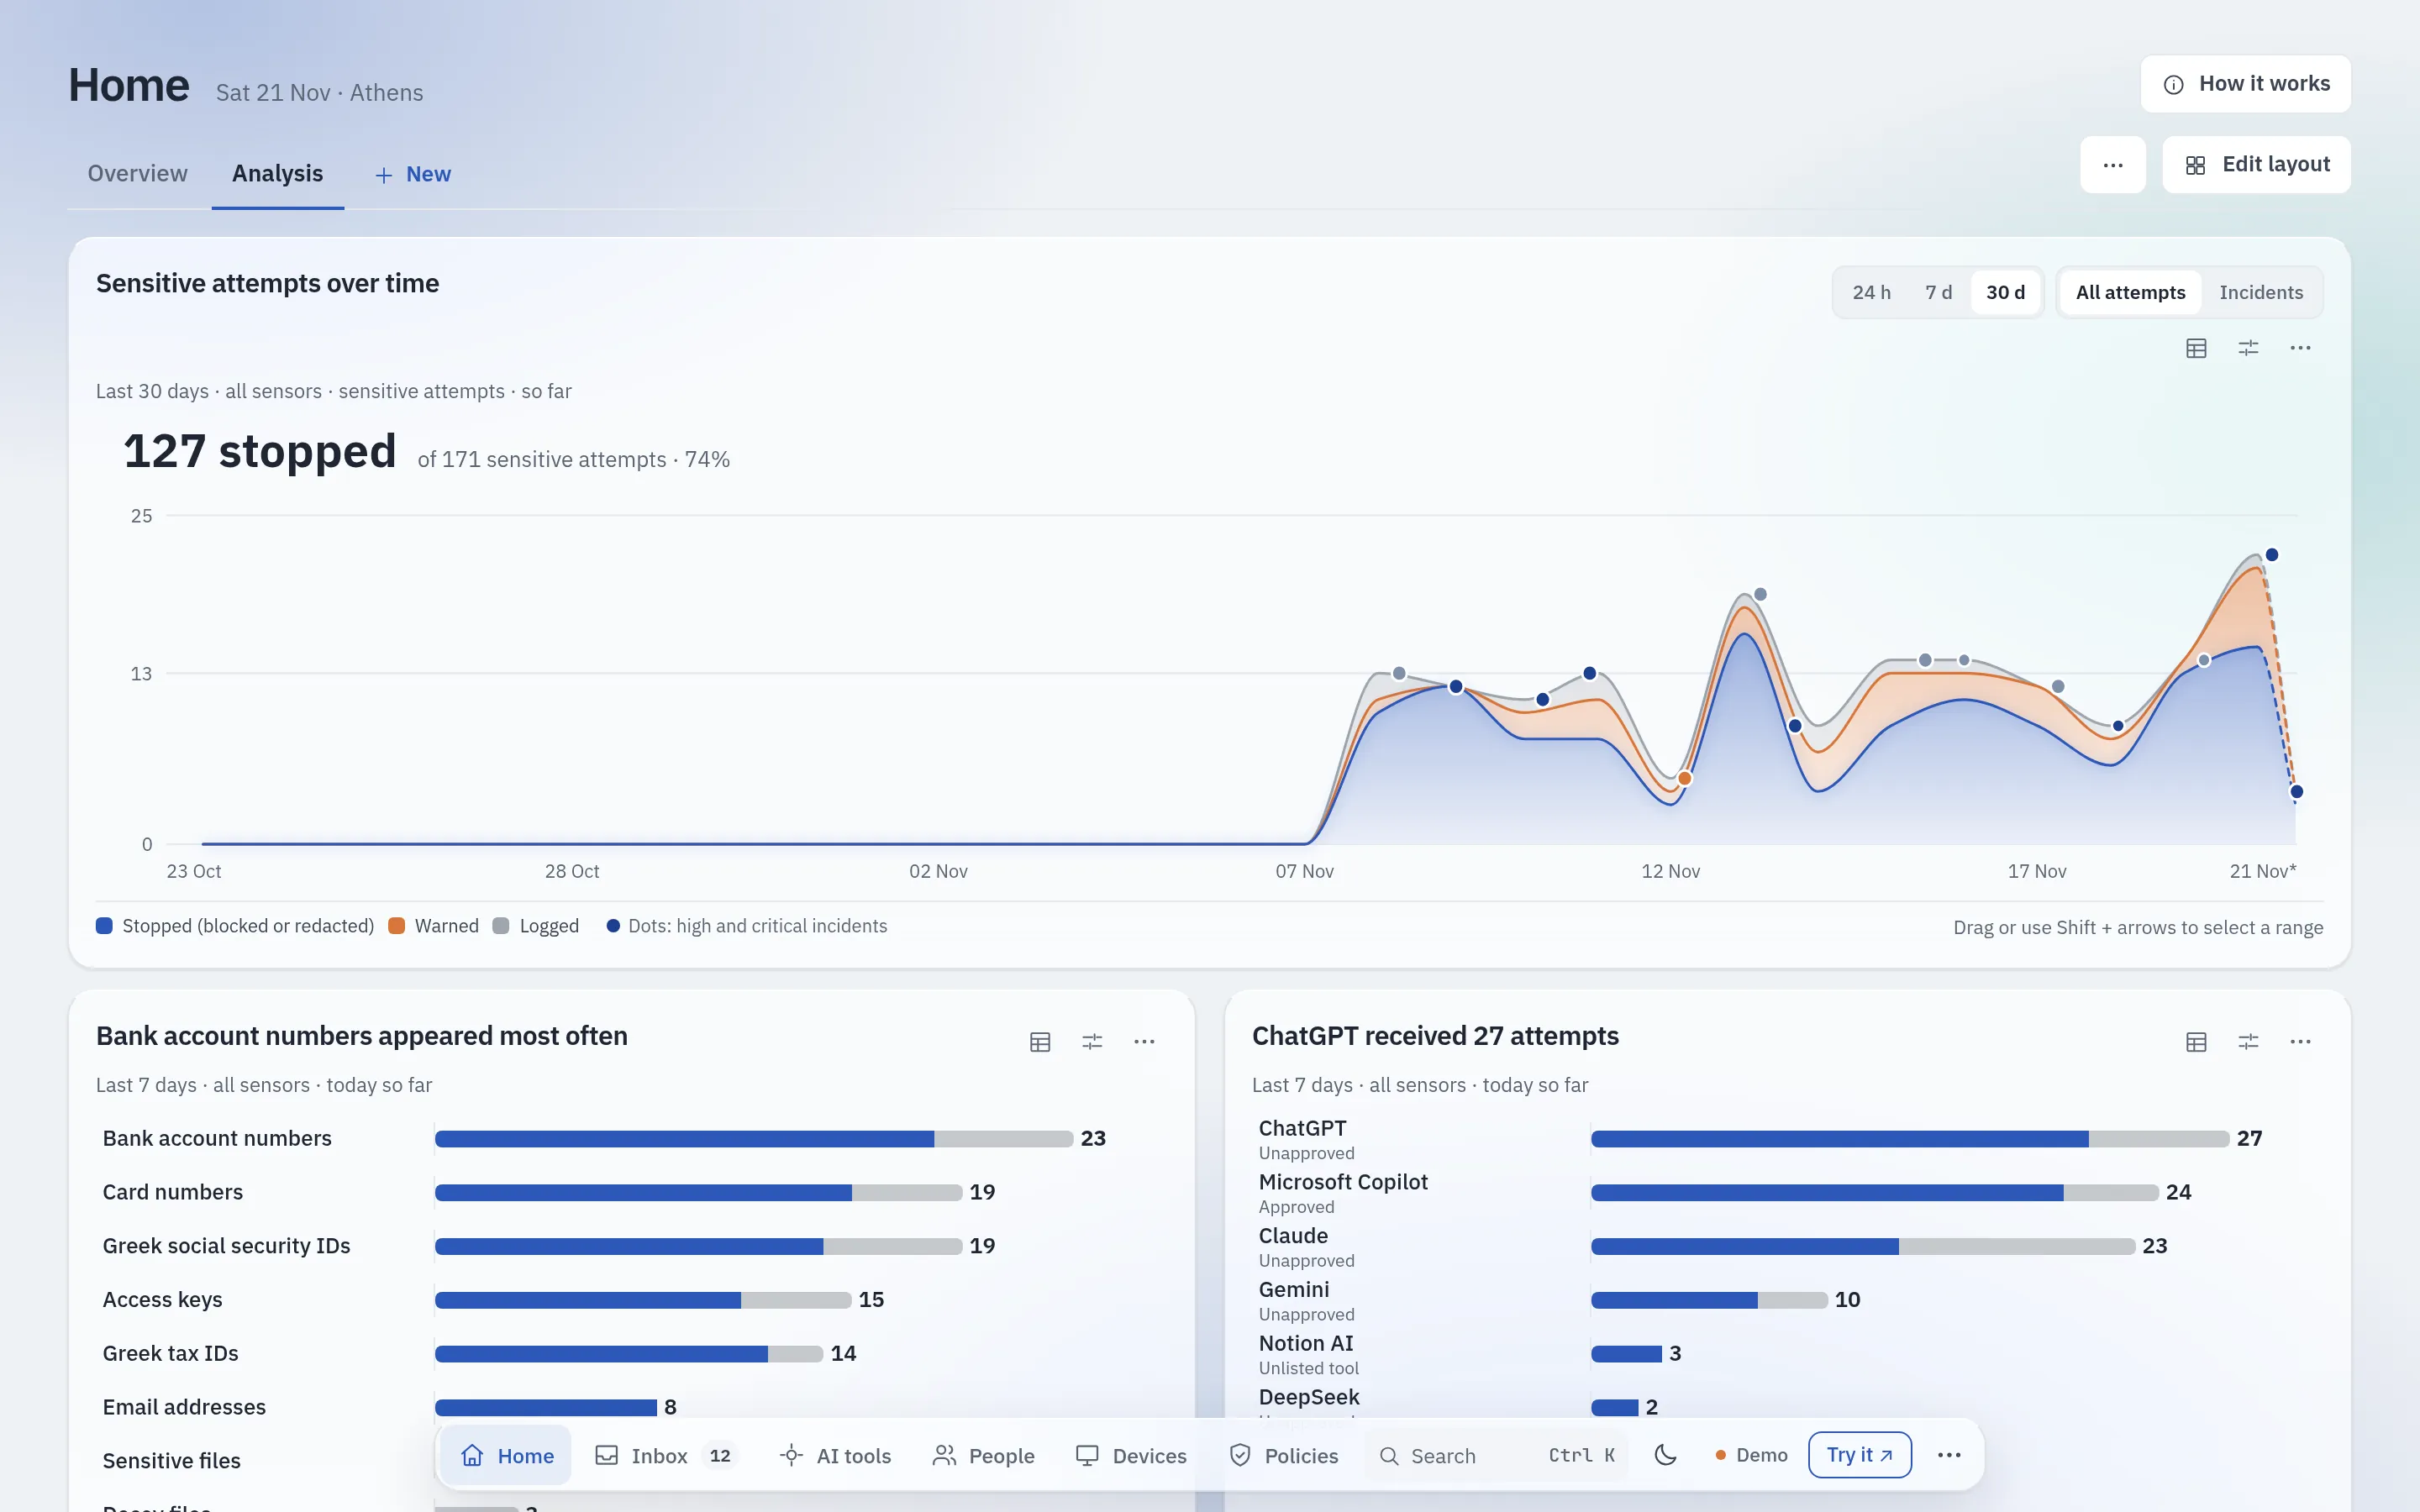 Home
Sat 21 Nov · Athens
How it works
Overview
Analysis
+ New
Edit layout
Sensitive attempts over time
24 h
7 d
30 d
All attempts
Incidents
Last 30 days · all sensors · sensitive attempts · so far
127 stopped
of 171 sensitive attempts · 74%
25
13
0
23 Oct
28 Oct
02 Nov
07 Nov
12 Nov
17 Nov
21 Nov*
Stopped (blocked or redacted)
Warned
Logged
Dots: high and critical incidents
Drag or use Shift + arrows to select a range
Bank account numbers appeared most often
Last 7 days · all sensors · today so far
Bank account numbers
23
Card numbers
19
Greek social security IDs
19
Access keys
15
Greek tax IDs
14
Email addresses
8
Sensitive files
ChatGPT received 27 attempts
Last 7 days · all sensors · today so far
ChatGPT
Unapproved
27
Microsoft Copilot
Approved
24
Claude
Unapproved
23
Gemini
Unapproved
10
Notion AI
Unlisted tool
3
DeepSeek
2
Home
Inbox
12
AI tools
People
Devices
Policies
Search
Ctrl K
Demo
Try it ↗